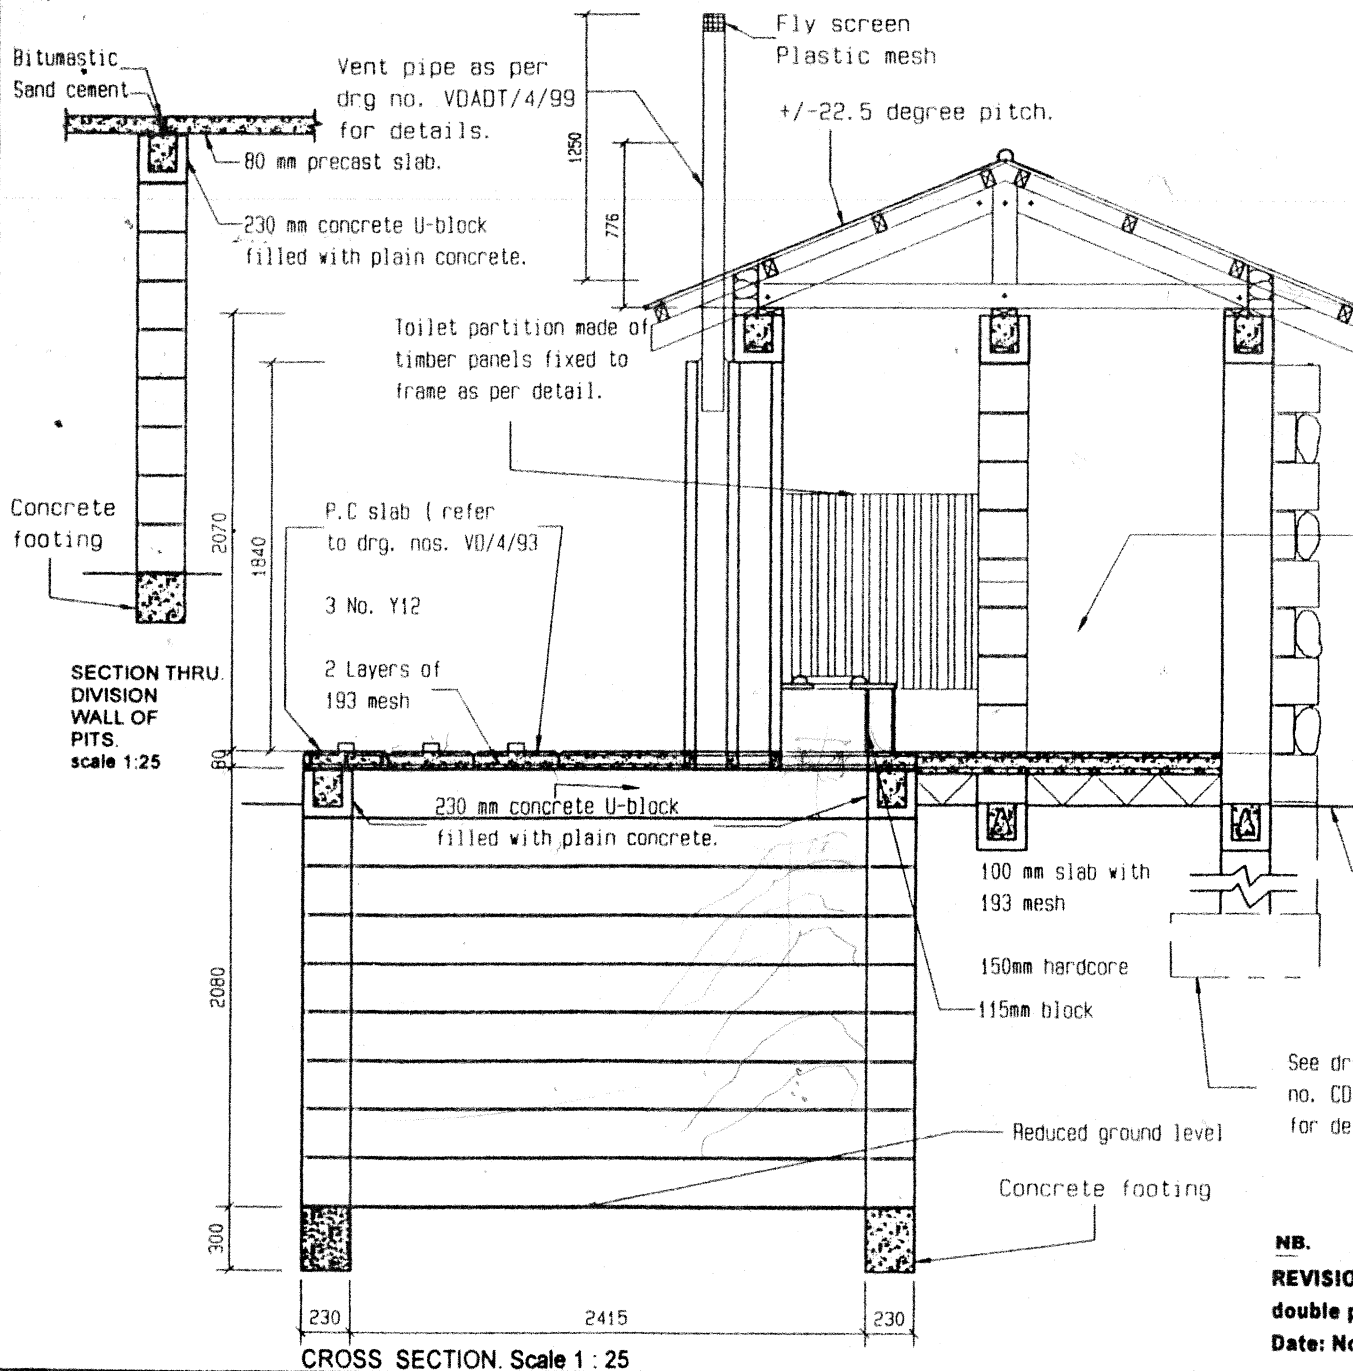 Bitumastic
Sand cement
Vent pipe as per
drg no. VDADT/4/99
for details.
80 mm precast slab.
230 mm concrete U-block
filled with plain concrete.
Fly screen
Plastic mesh
+/-22.5 degree pitch.
1250
776
Toilet partition made of
timber panels fixed to
frame as per detail.
Concrete
footing
2070
1840
P.C slab ( refer
to drg. nos. VD/4/93
3 No. Y12
2 Layers of
193 mesh
SECTION THRU.
DIVISION
WALL OF
PITS.
scale 1:25
80
230 mm concrete U-block
filled with plain concrete.
100 mm slab with
193 mesh
150mm hardcore
115mm block
2080
See dr
no. CD
for de
Reduced ground level
Concrete footing
300
230
2415
230
CROSS SECTION. Scale 1 : 25
NB.
REVISIO
double p
Date: No